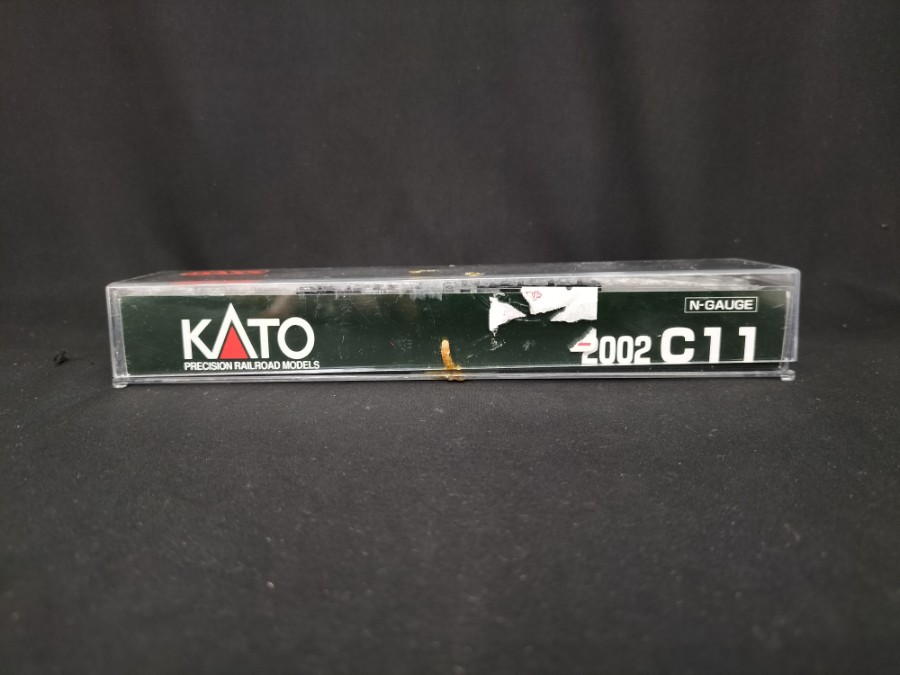 KATO
PRECISION RAILROAD MODELS
N-GAUGE
2002 C11